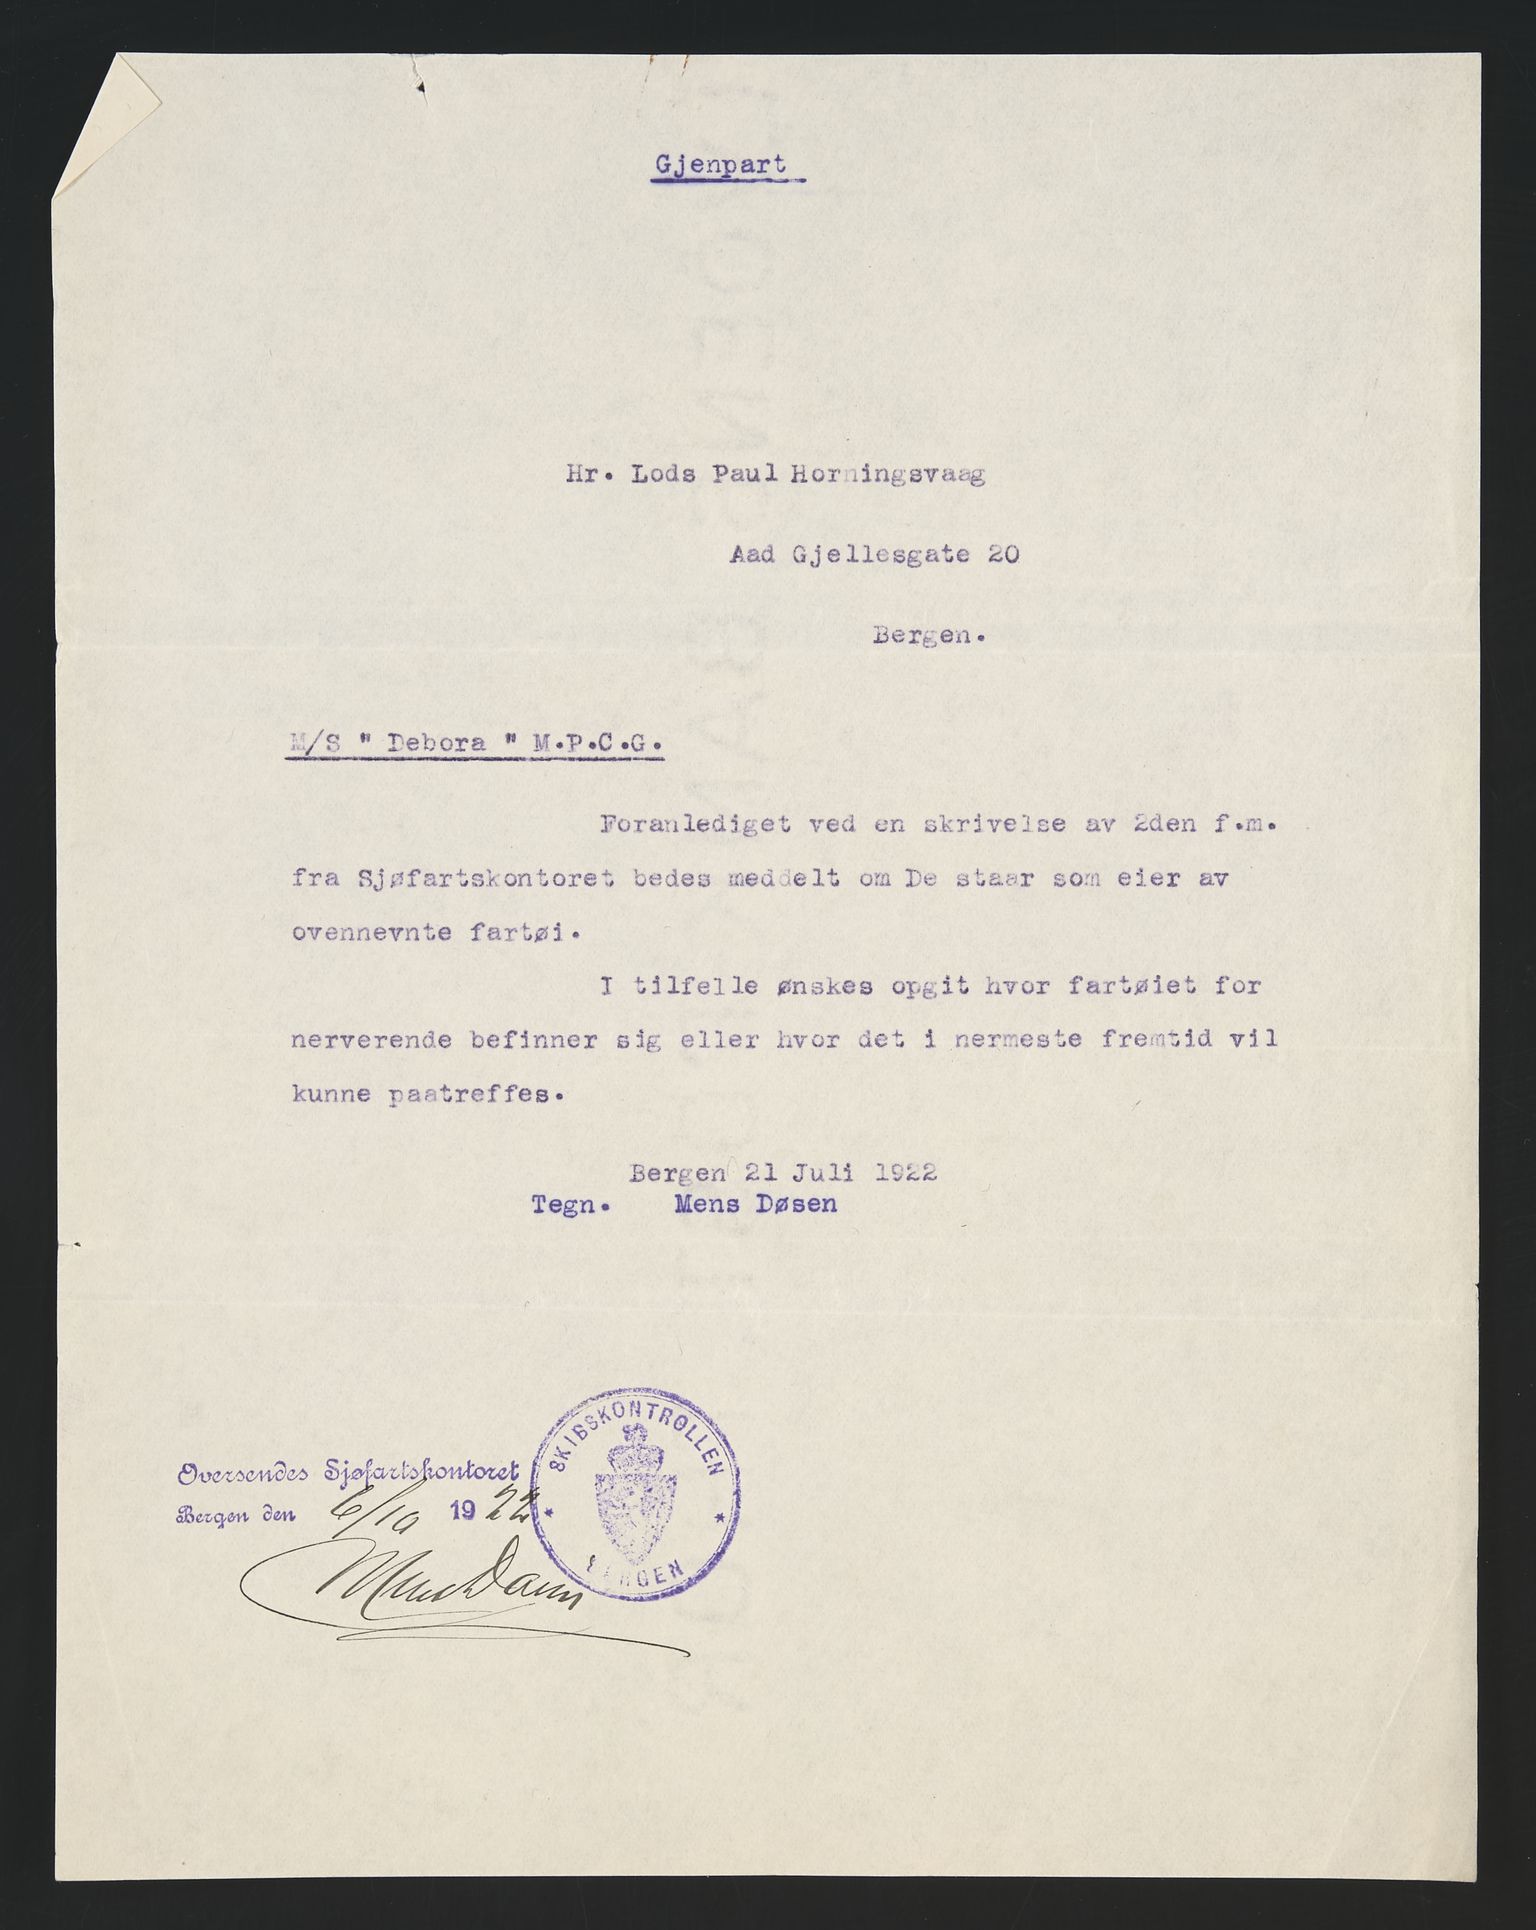 Gjenpart
Hr. Lods Paul Horningsvaag
Aad Gjellesgate 20
Bergen.
M/S " Debora " M.P.C.G.
Foranlediget ved en skrivelse av 2den f.m.
fra Sjøfartskontoret bedes meddelt om De staar som eier av
ovennevnte fartøi.
I tilfelle ønskes opgit hvor fartøiet for
nerverende befinner sig eller hvor det i nermeste fremtid vil
kunne paatreffes.
Bergen 21 Juli 1922
Tegn. Mens Døsen
SKIBSKONTROLLEN
BERGEN
Oversendes Sjøfartskontoret
Bergen den 6/10 1922
Mens Døsen